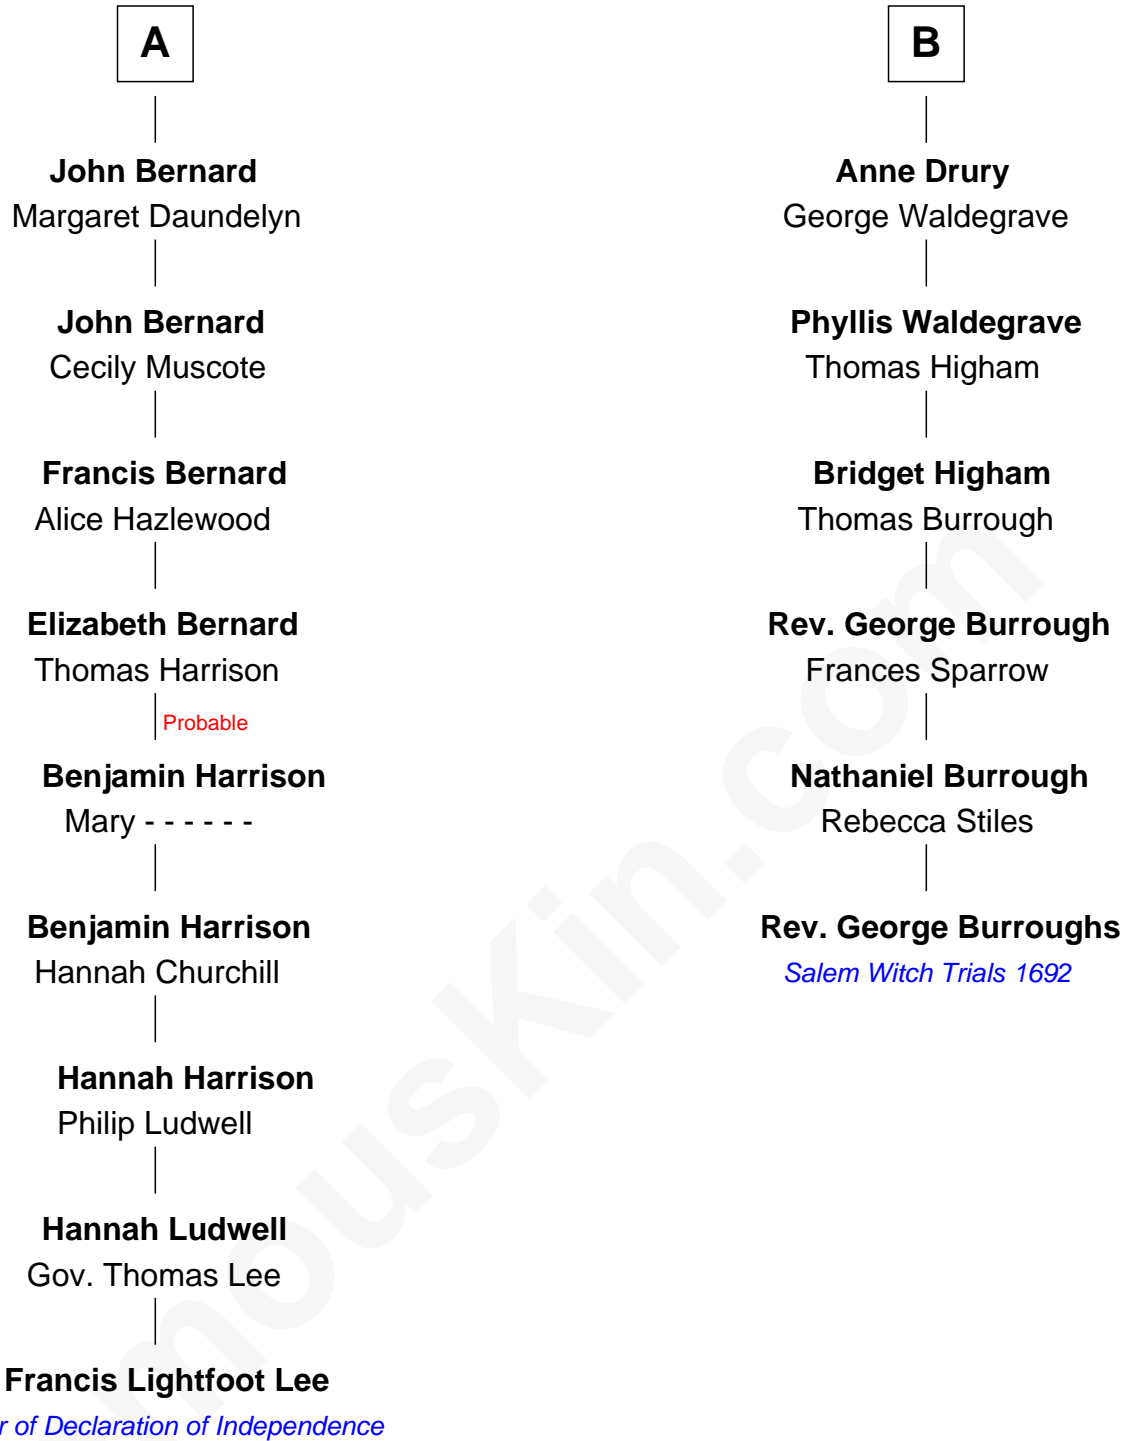 A
John Bernard
Margaret Daundelyn
John Bernard
Cecily Muscote
Francis Bernard
Alice Hazlewood
Elizabeth Bernard
Thomas Harrison
Probable
Benjamin Harrison
Mary - - - - - -
Benjamin Harrison
Hannah Churchill
Hannah Harrison
Philip Ludwell
Hannah Ludwell
Gov. Thomas Lee
Francis Lightfoot Lee
r of Declaration of Independence
B
Anne Drury
George Waldegrave
Phyllis Waldegrave
Thomas Higham
Bridget Higham
Thomas Burrough
Rev. George Burrough
Frances Sparrow
Nathaniel Burrough
Rebecca Stiles
Rev. George Burroughs
Salem Witch Trials 1692
mouskin.com